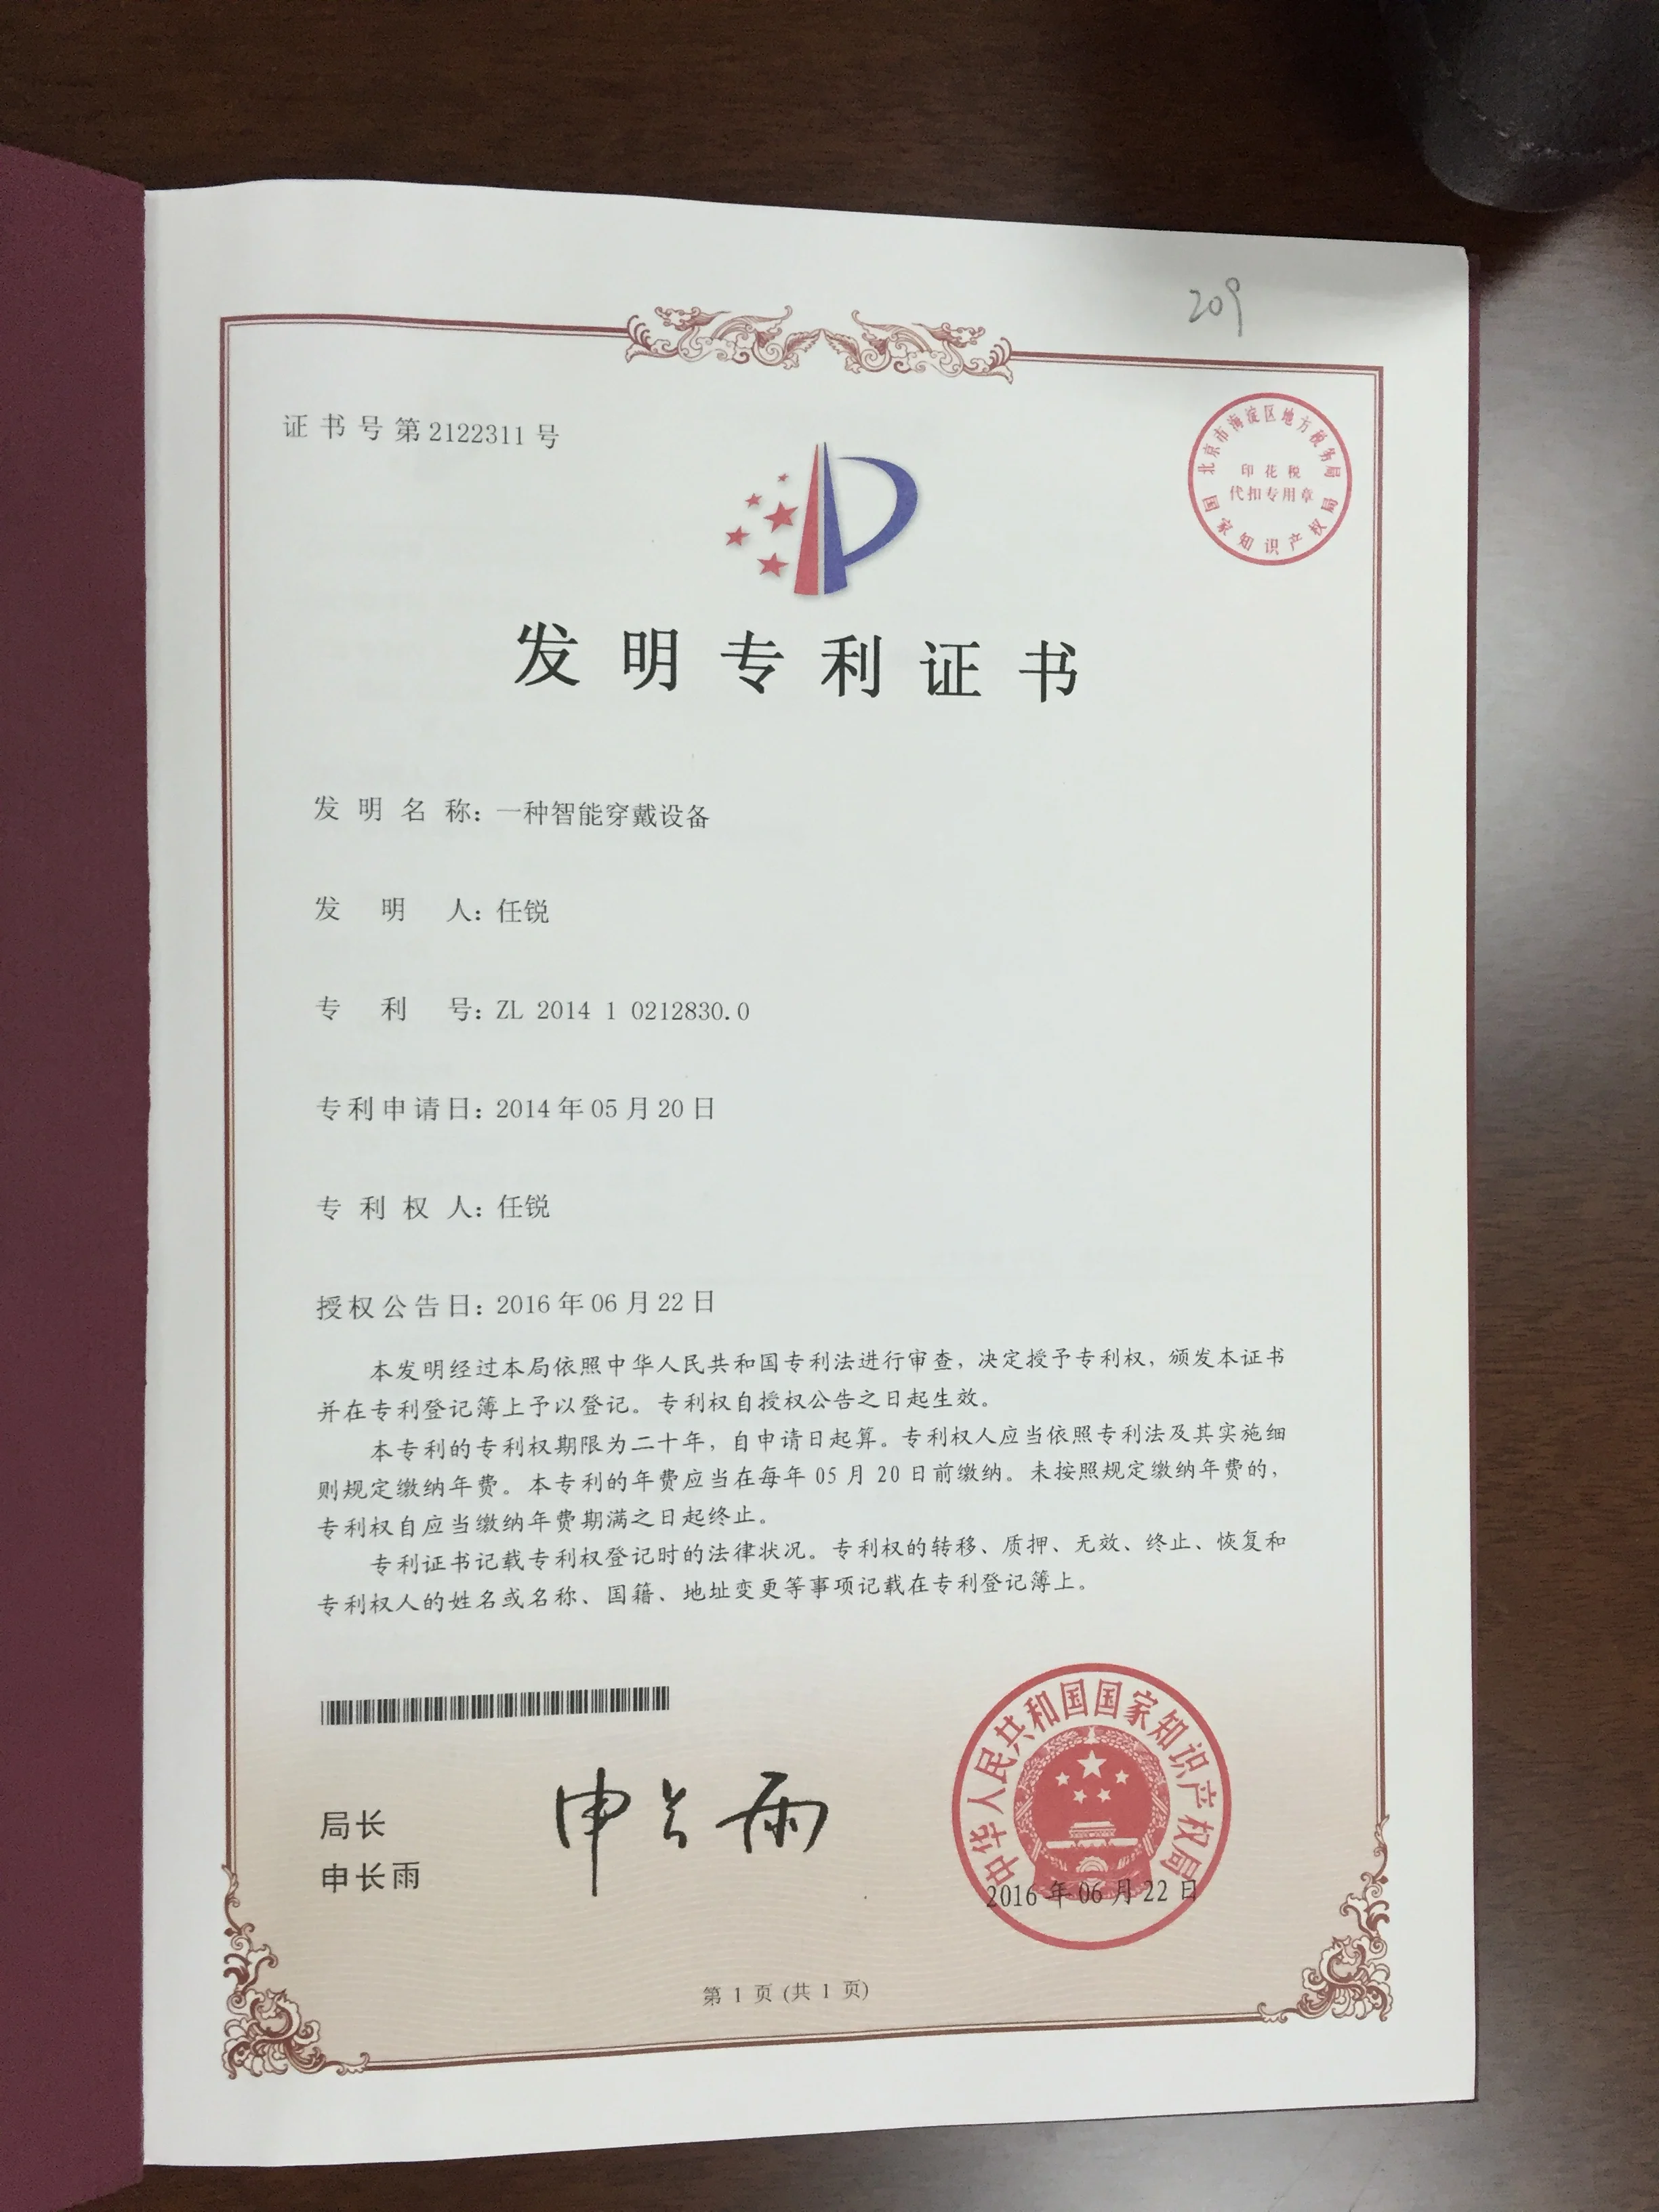 209
证书号第2122311号
北京市海淀区地方税务局
印花税
代扣专用章
国家知识产权局
发明专利证书
发明名称：一种智能穿戴设备
发明人：任锐
专利号：ZL 2014 1 0212830.0
专利申请日：2014年05月20日
专利权人：任锐
授权公告日：2016年06月22日
本发明经过本局依照中华人民共和国专利法进行审查，决定授予专利权，颁发本证书
并在专利登记簿上予以登记。专利权自授权公告之日起生效。
本专利的专利权期限为二十年，自申请日起算。专利权人应当依照专利法及其实施细
则规定缴纳年费。本专利的年费应当在每年05月20日前缴纳。未按照规定缴纳年费的，
专利权自应当缴纳年费期满之日起终止。
专利证书记载专利权登记时的法律状况。专利权的转移、质押、无效、终止、恢复和
专利权人的姓名或名称、国籍、地址变更等事项记载在专利登记簿上。
局长
申长雨
申长雨
中华人民共和国国家知识产权局
2016年06月22日
第1页(共1页)